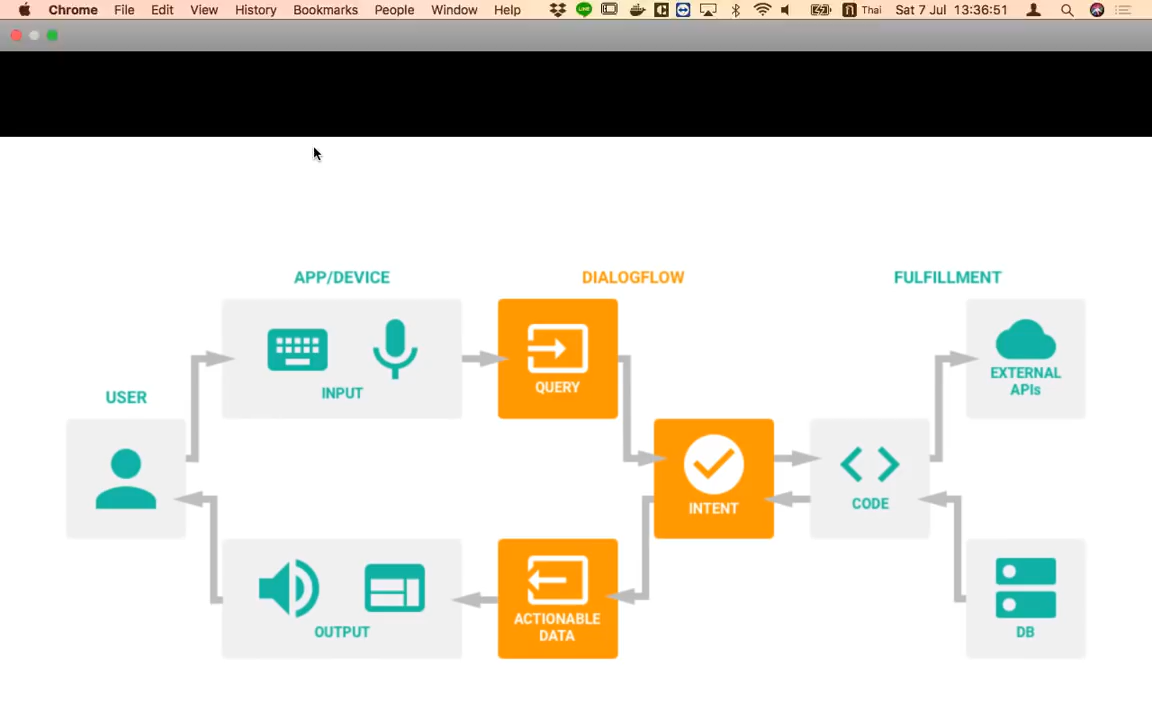 Chrome File Edit View History Bookmarks People Window Help Thai Sat 7 Jul 13:36:51
APP/DEVICE DIALOGFLOW FULFILLMENT
INPUT
QUERY
EXTERNAL
APIs
USER
INTENT
CODE
OUTPUT
ACTIONABLE
DATA
DB